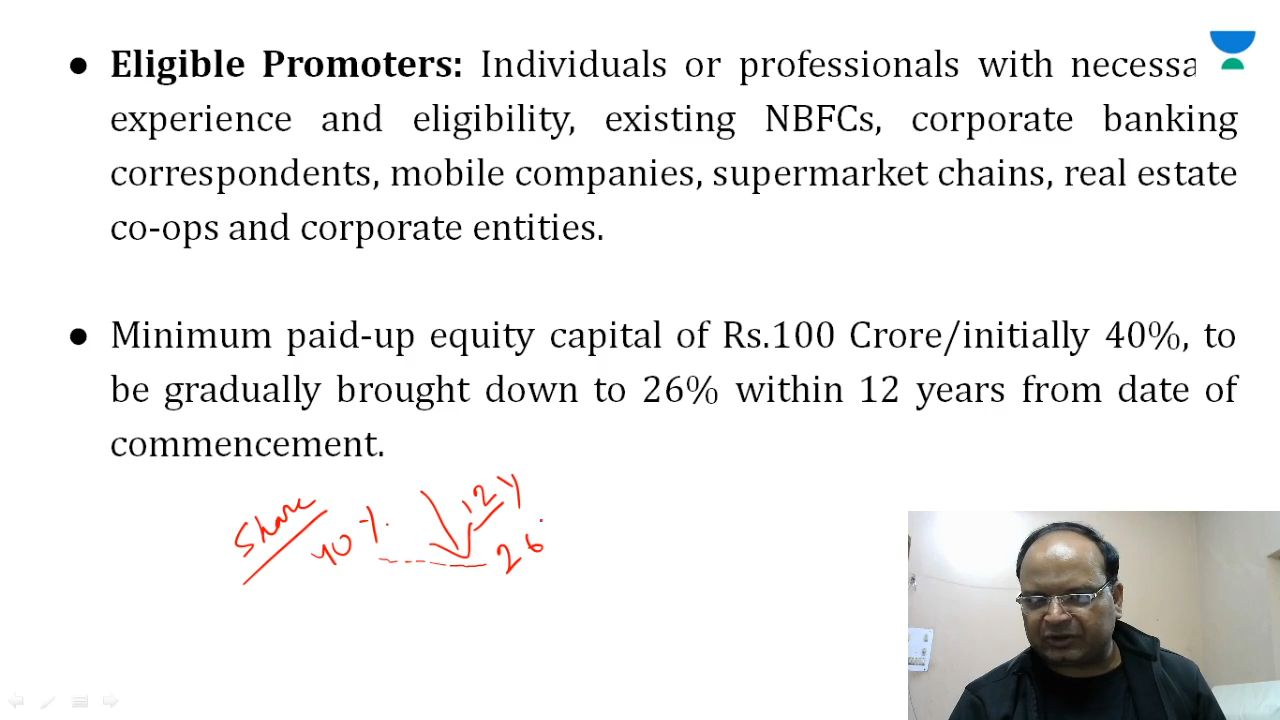 ● Eligible Promoters: Individuals or professionals with necessa
experience and eligibility, existing NBFCs, corporate banking
correspondents, mobile companies, supermarket chains, real estate
co-ops and corporate entities.
● Minimum paid-up equity capital of Rs.100 Crore/initially 40%, to
be gradually brought down to 26% within 12 years from date of
commencement.
Share 40% 12y
26